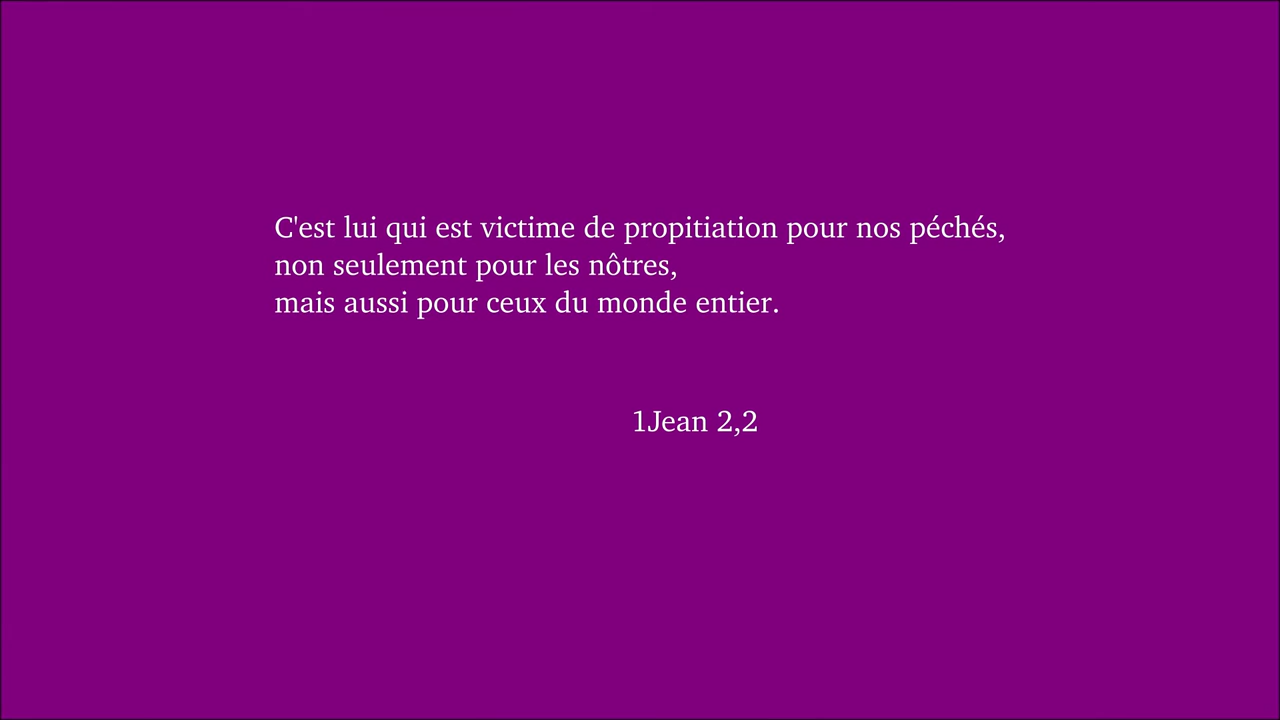 C'est lui qui est victime de propitiation pour nos péchés,
non seulement pour les nôtres,
mais aussi pour ceux du monde entier.
1Jean 2,2